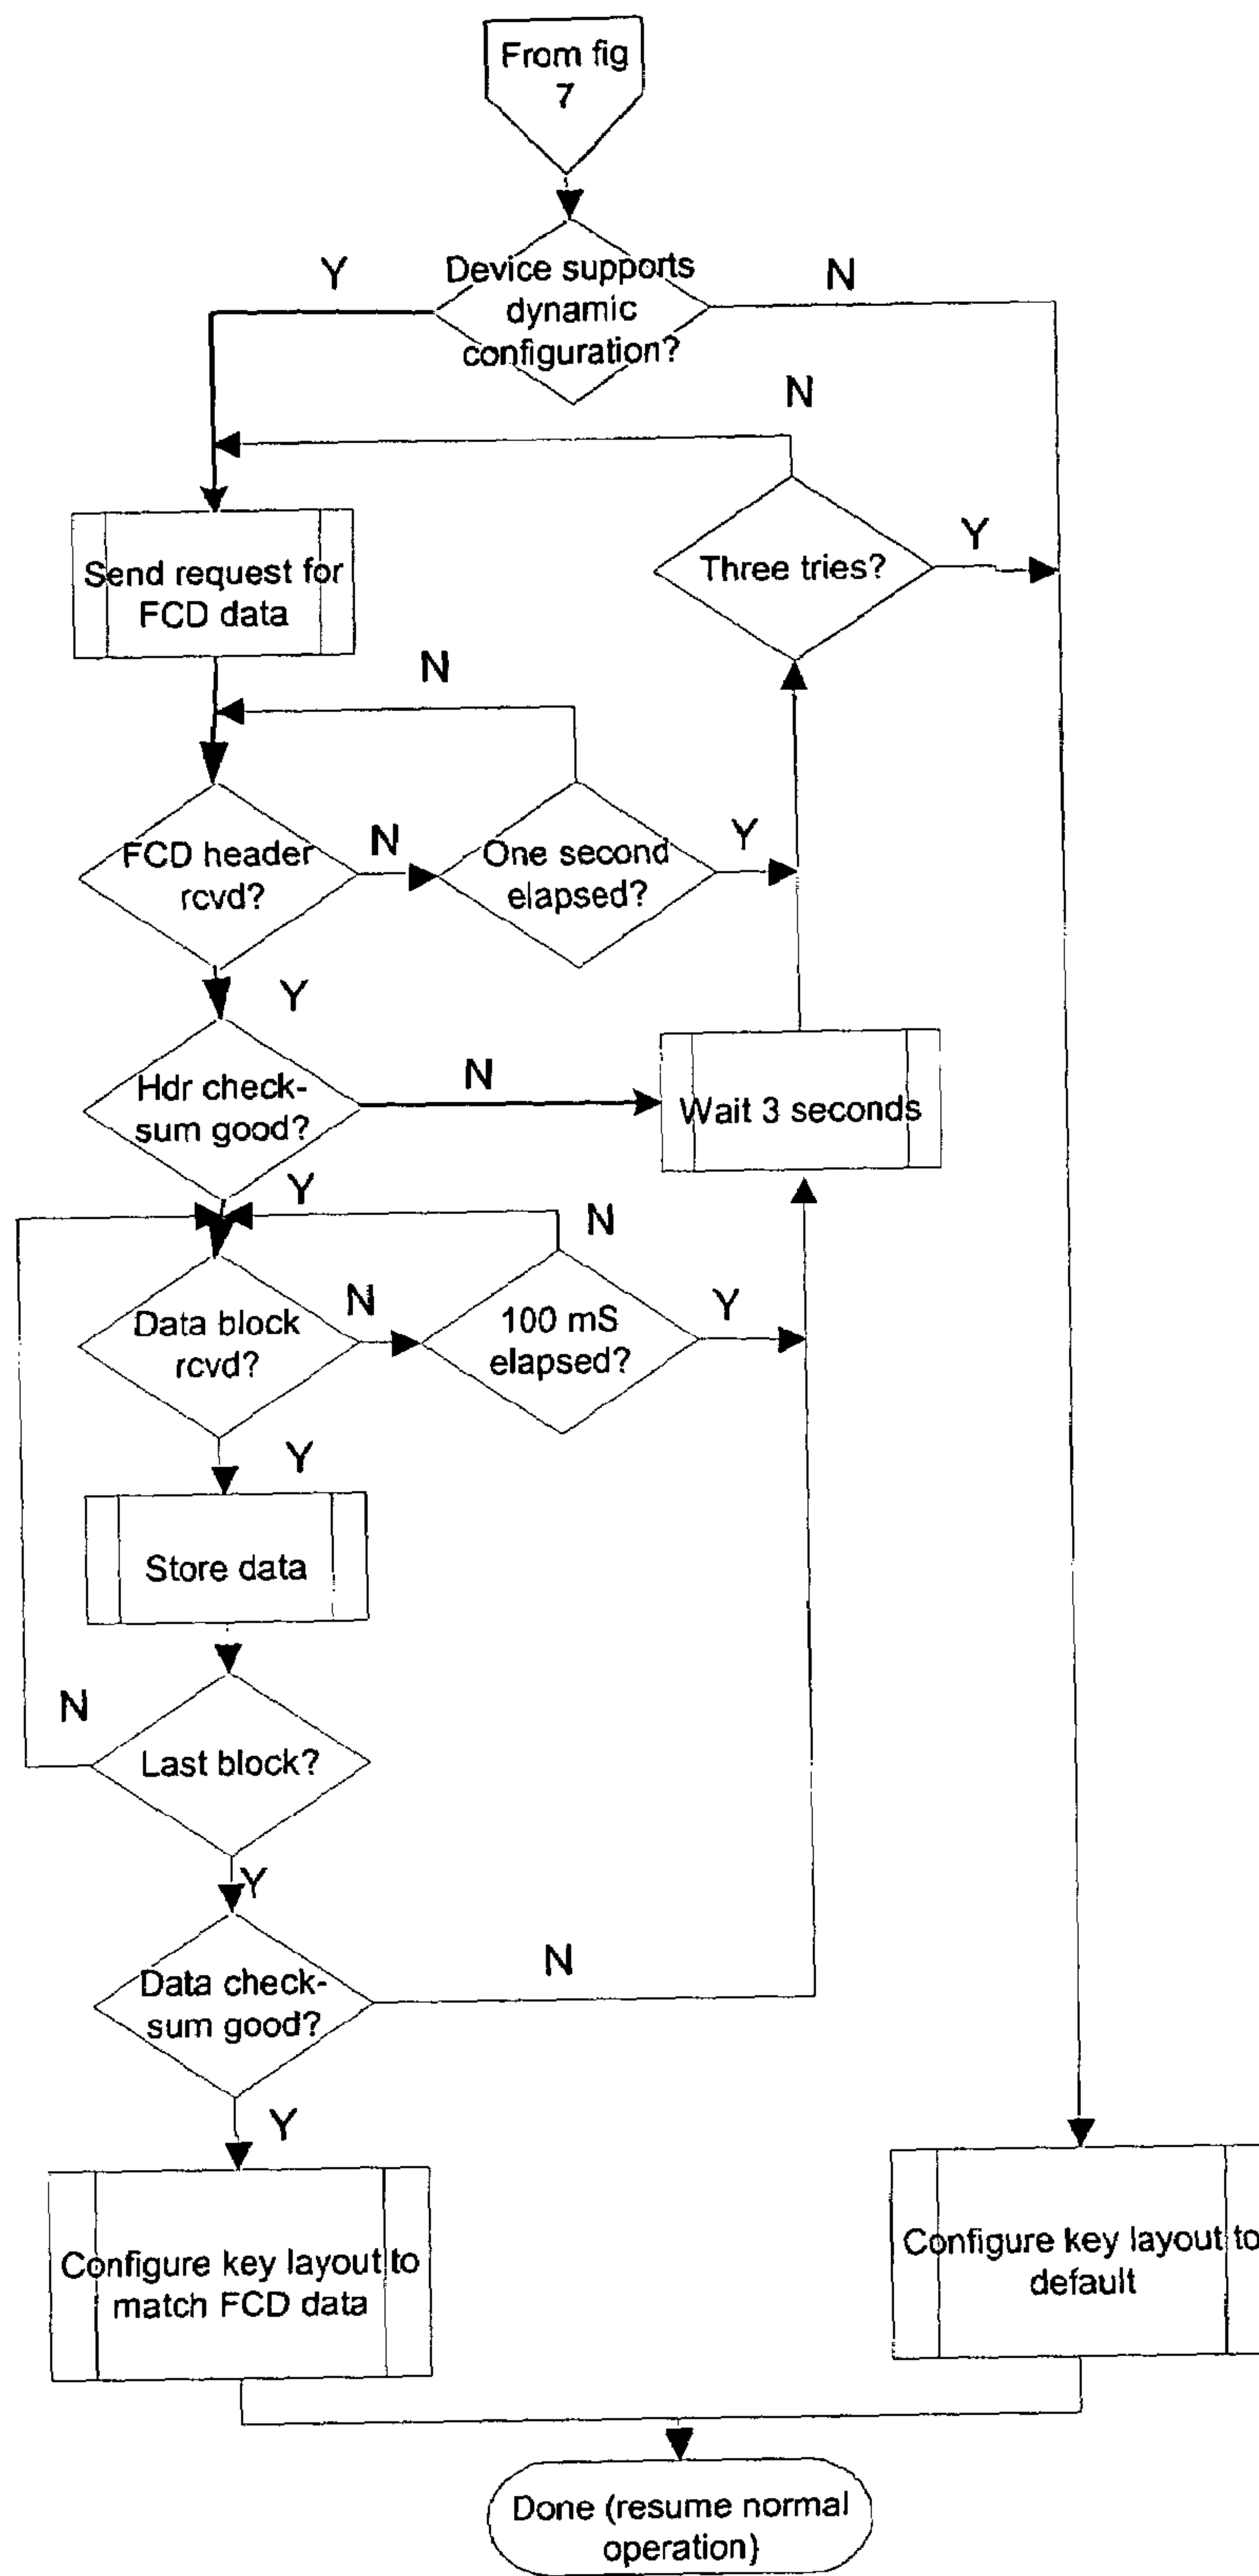 From fig
7
Y
Device supports
dynamic
configuration?
N
N
Three tries?
Y
Send request for
FCD data
N
FCD header
rcvd?
N
One second
elapsed?
Y
Y
Hdr check-
sum good?
N
Wait 3 seconds
Y
N
Data block
rcvd?
N
100 mS
elapsed?
Y
Y
Store data
N
Last block?
Y
Data check-
sum good?
N
Y
Configure key layout to
match FCD data
Configure key layout to
default
Done (resume normal
operation)